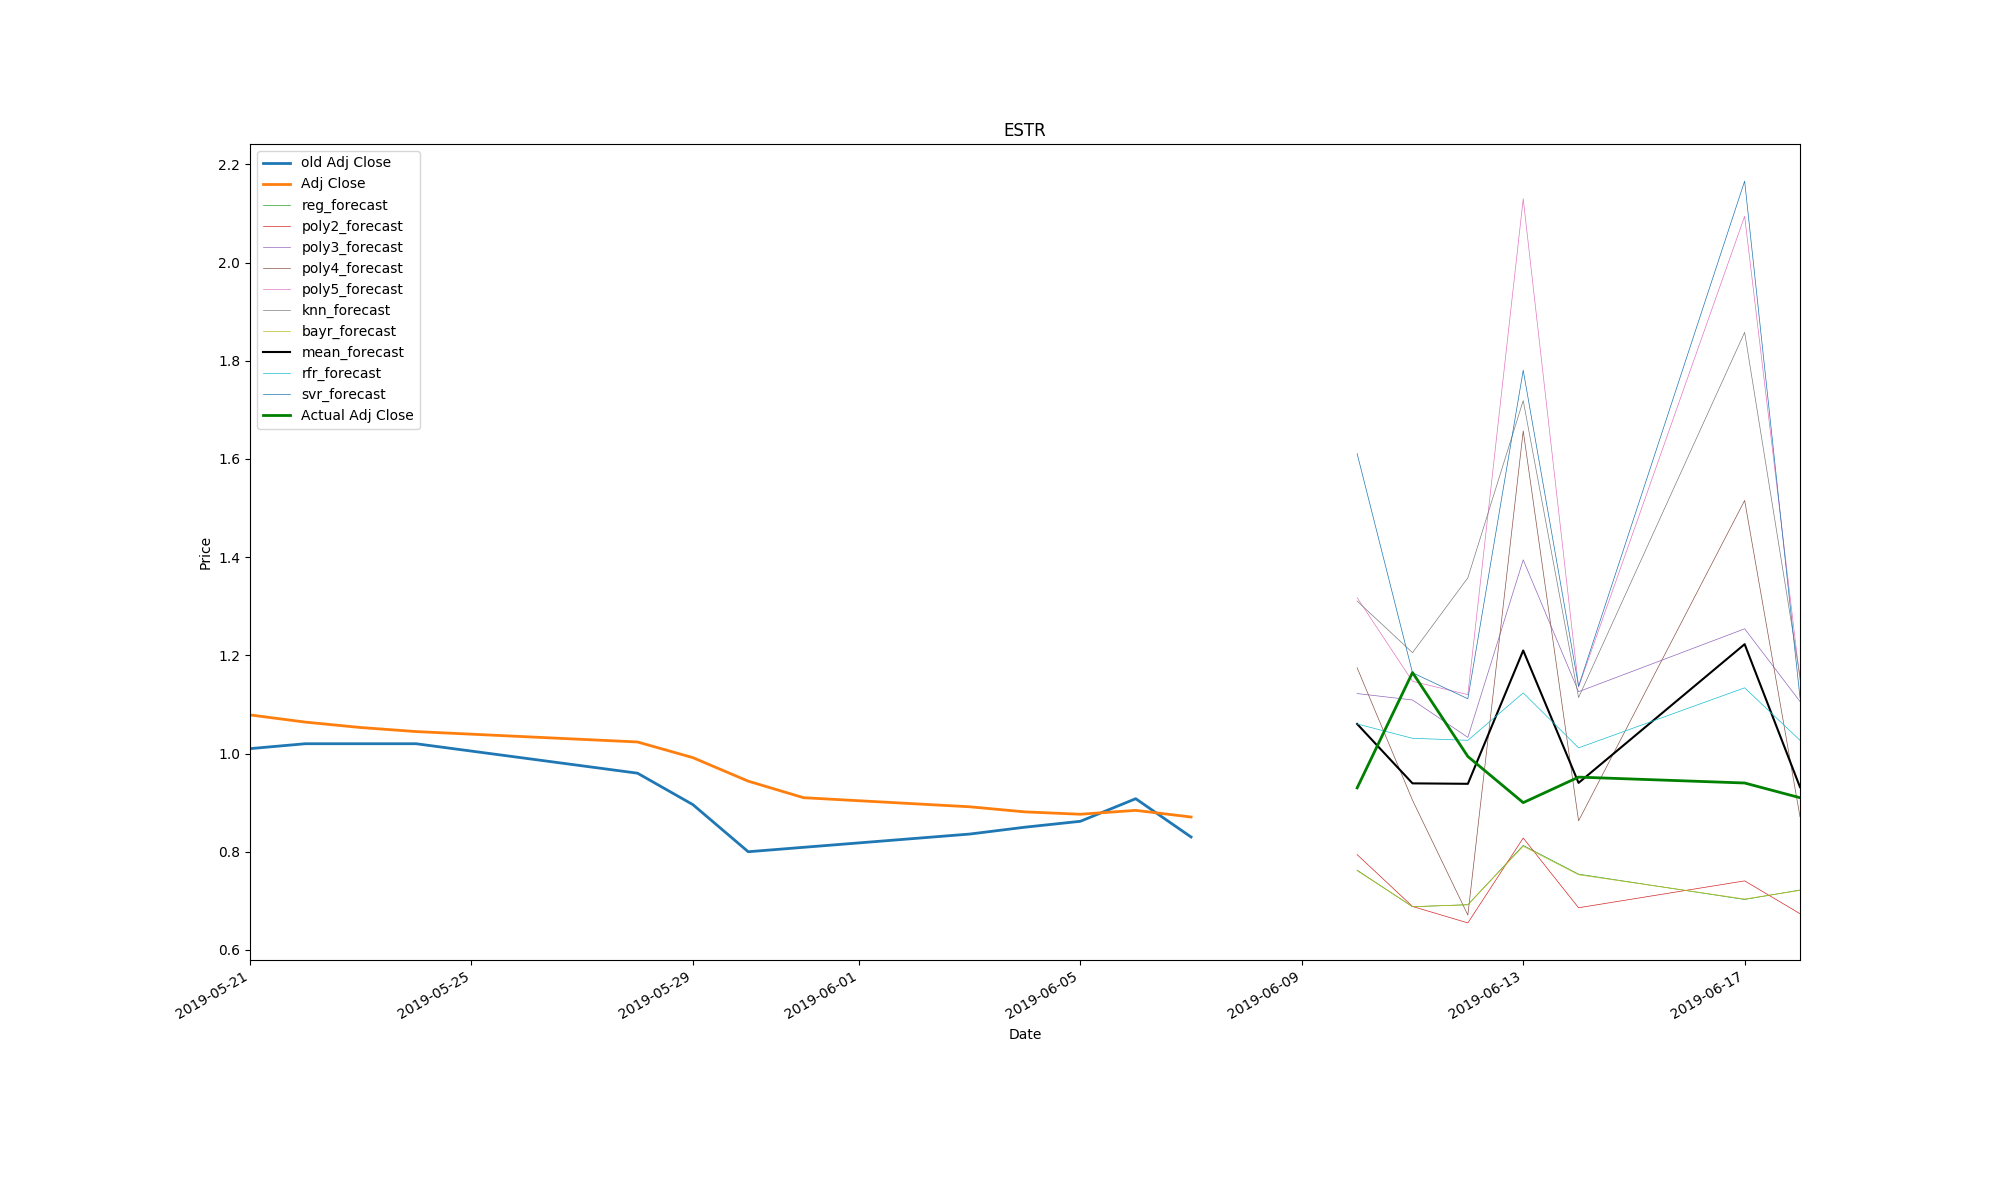 ESTR
old Adj Close
Adj Close
reg_forecast
poly2_forecast
poly3_forecast
poly4_forecast
poly5_forecast
knn_forecast
bayr_forecast
mean_forecast
rfr_forecast
svr_forecast
Actual Adj Close
2.2
2.0
1.8
1.6
1.4
1.2
1.0
0.8
0.6
Price
2019-05-21
2019-05-25
2019-05-29
2019-06-01
2019-06-05
2019-06-09
2019-06-13
2019-06-17
Date